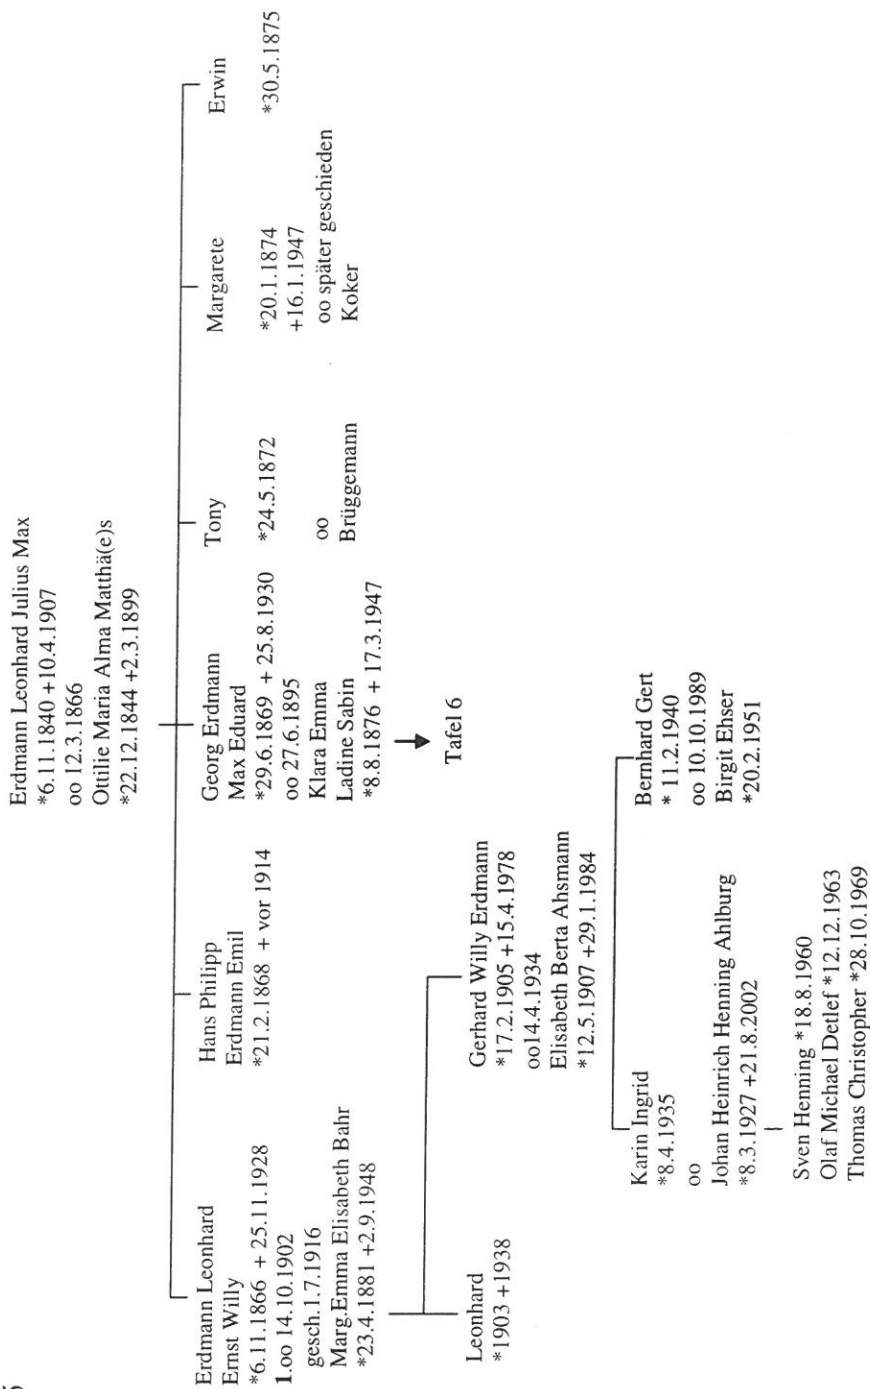 Erdmann Leonhard Julius Max
*6.11.1840 +10.4.1907
oo 12.3.1866
Ottilie Maria Alma Matthä(e)s
*22.12.1844 +2.3.1899
Erdmann Leonhard
Ernst Willy
*6.11.1866 + 25.11.1928
1.oo 14.10.1902
gesch.1.7.1916
Marg.Emma Elisabeth Bahr
*23.4.1881 +2.9.1948
Hans Philipp
Erdmann Emil
*21.2.1868 + vor 1914
Georg Erdmann
Max Eduard
*29.6.1869 + 25.8.1930
oo 27.6.1895
Klara Emma
Ladine Sabin
*8.8.1876 + 17.3.1947
Tafel 6
Tony
*24.5.1872
oo
Brüggemann
Margarete
*20.1.1874
+16.1.1947
oo später geschieden
Koker
Erwin
*30.5.1875
Leonhard
*1903 +1938
Gerhard Willy Erdmann
*17.2.1905 +15.4.1978
oo14.4.1934
Elisabeth Berta Ahsmann
*12.5.1907 +29.1.1984
Karin Ingrid
*8.4.1935
oo
Johan Heinrich Henning Ahlburg
*8.3.1927 +21.8.2002
Sven Henning *18.8.1960
Olaf Michael Detlef *12.12.1963
Thomas Christopher *28.10.1969
Bernhard Gert
* 11.2.1940
oo 10.10.1989
Birgit Ehser
*20.2.1951